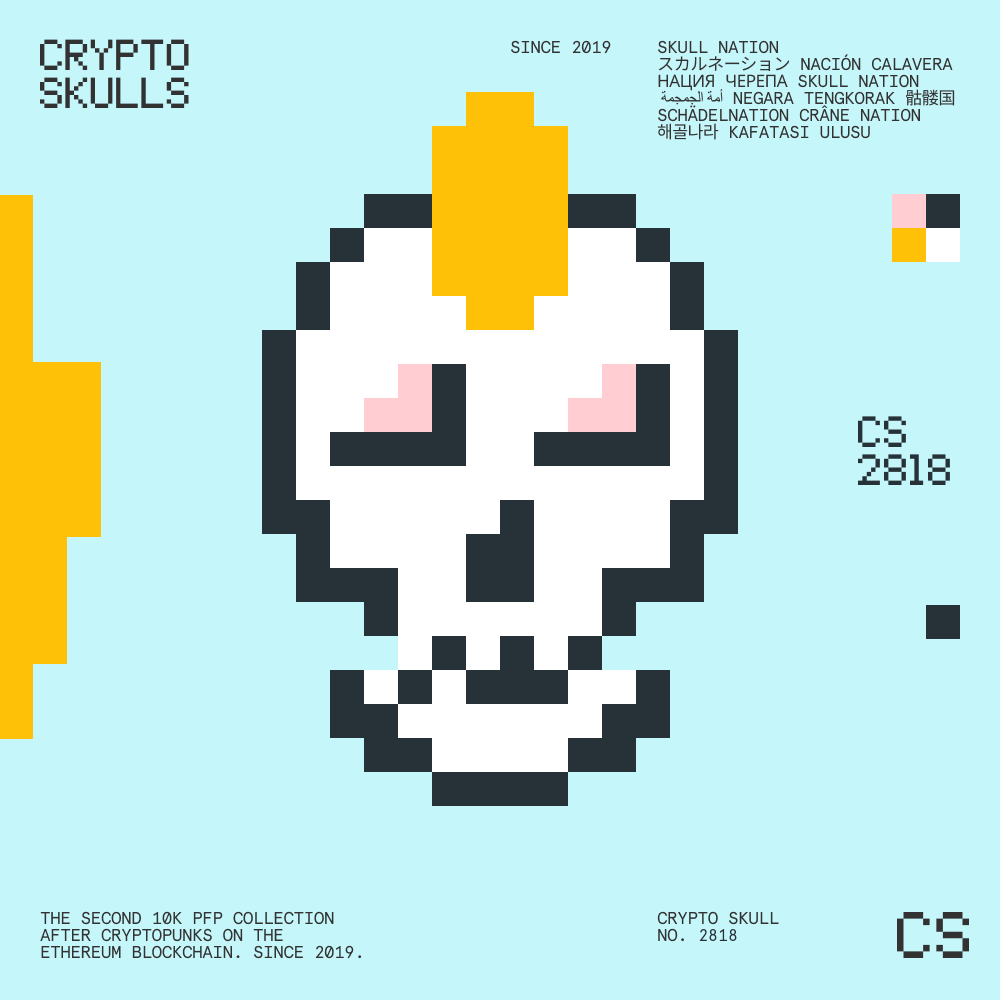 CRYPTO
SKULLS
SINCE 2019
SKULL NATION
スカルネーション NACIÓN CALAVERA
НАЦИЯ ЧЕРЕПА SKULL NATION
أمة الجمجمة NEGARA TENGKORAK 骷髅国
SCHÄDELNATION CRÂNE NATION
해골나라 KAFATASI ULUSU
CS
2818
THE SECOND 10K PFP COLLECTION
AFTER CRYPTOPUNKS ON THE
ETHEREUM BLOCKCHAIN. SINCE 2019.
CRYPTO SKULL
NO. 2818
CS